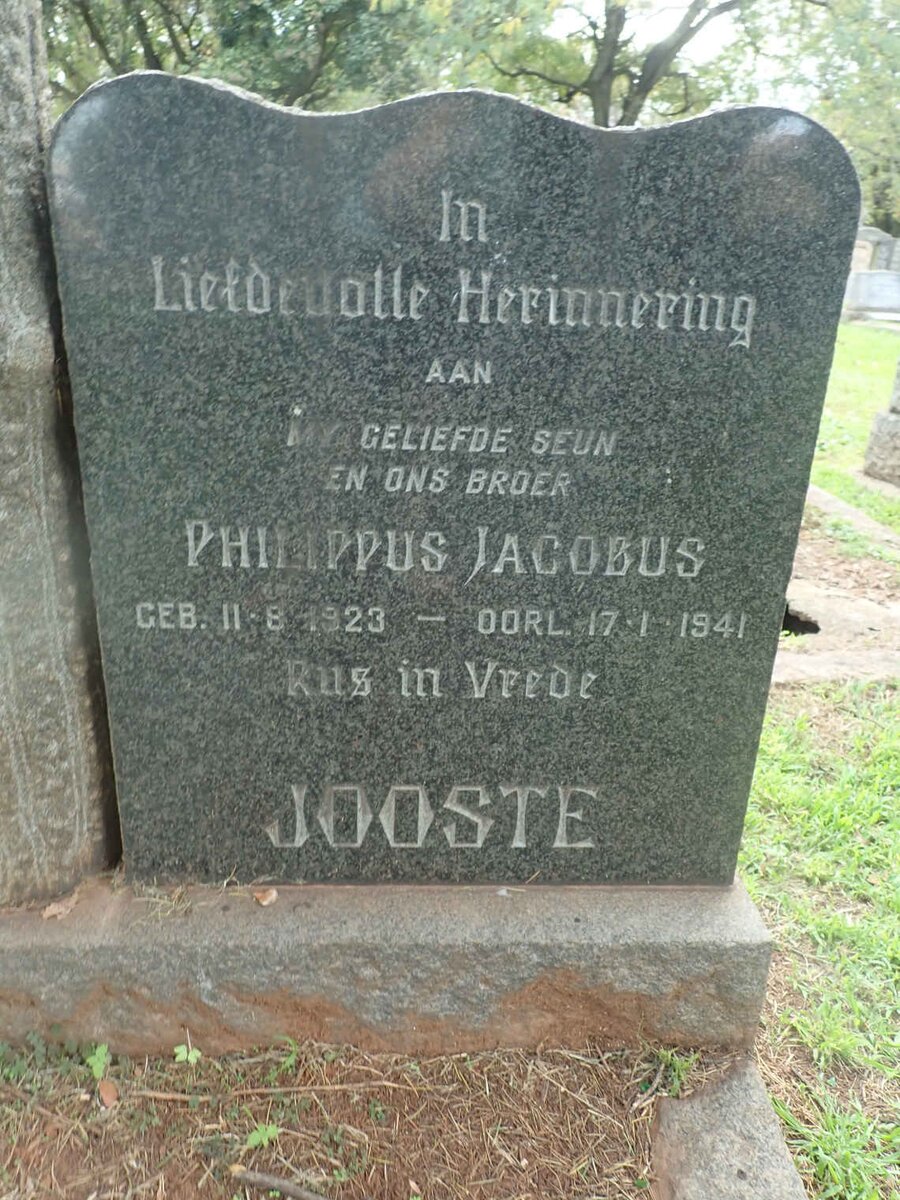 In
Liefdevolle Herinnering
AAN
MY GELIEFDE SEUN
EN ONS BROER
PHILIPPUS JACOBUS
GEB. 11·8·1923 — OORL. 17·1·1941
Rus in Vrede
JOOSTE